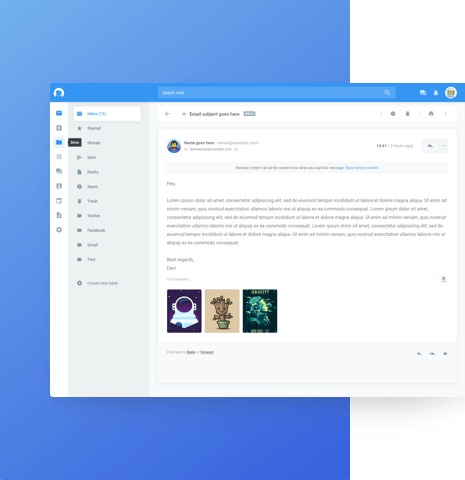 Search mail
Inbox (12)
Email subject goes here
Starred
Drive
Shared
Name goes here <email@example.com>
14:41 (2 hours ago)
Sent
Drafts
Remote content can let the sender know when you read this message. Show remote content
Spam
Hey,
Trash
Lorem ipsum dolor sit amet, consectetur adipiscing elit, sed do eiusmod tempor incididunt ut labore et dolore magna aliqua. Ut enim ad
Twitter
minim veniam, quis nostrud exercitation ullamco laboris nisi ut aliquip ex ea commodo consequat. Lorem ipsum dolor sit amet,
Facebook
consectetur adipiscing elit, sed do eiusmod tempor incididunt ut labore et dolore magna aliqua. Ut enim ad minim veniam, quis nostrud
Gmail
exercitation ullamco laboris nisi ut aliquip ex ea commodo consequat. Lorem ipsum dolor sit amet, consectetur adipiscing elit, sed do
Test
eiusmod tempor incididunt ut labore et dolore magna aliqua. Ut enim ad minim veniam, quis nostrud exercitation ullamco laboris nisi ut
aliquip ex ea commodo consequat.
Best regards,
Dani
Create new label
GRAVITY
Click here to Reply or Forward